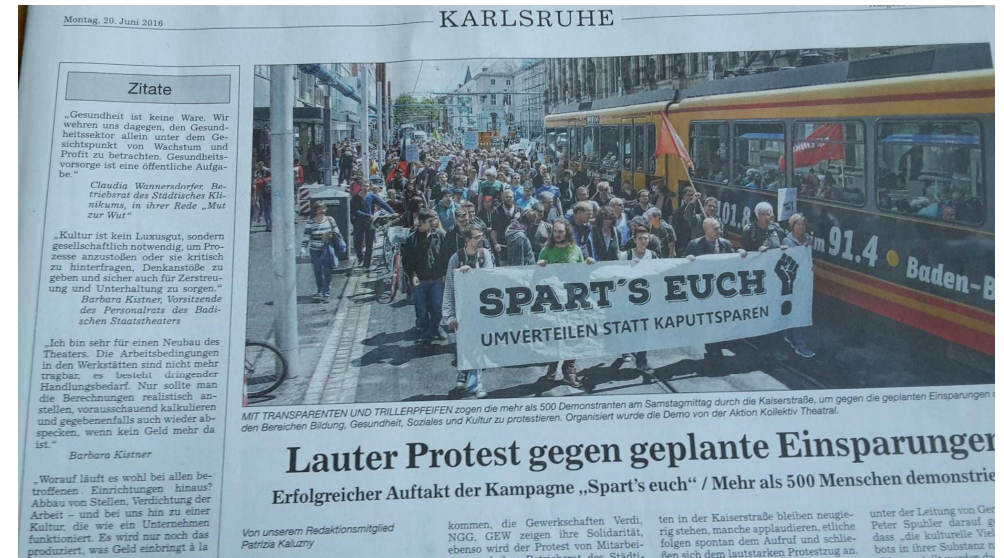 Montag, 20. Juni 2016
KARLSRUHE
Zitate
„Gesundheit ist keine Ware. Wir
wehren uns dagegen, den Gesund-
heitssektor allein unter dem Ge-
sichtspunkt von Wachstum und
Profit zu betrachten. Gesundheits-
vorsorge ist eine öffentliche Aufga-
be.“
Claudia Wannersdorfer, Be-
triebsrat des Städtisches Kli-
nikums, in ihrer Rede „Mut
zur Wut“
„Kultur ist kein Luxusgut, sondern
gesellschaftlich notwendig, um Pro-
zesse anzustoßen oder sie kritisch
zu hinterfragen, Denkanstöße zu
geben und sicher auch für Zerstreu-
ung und Unterhaltung zu sorgen.“
Barbara Kistner, Vorsitzende
des Personalrats des Badi-
schen Staatstheaters
„Ich bin sehr für einen Neubau des
Theaters. Die Arbeitsbedingungen
in den Werkstätten sind nicht mehr
tragbar, es besteht dringender
Handlungsbedarf. Nur sollte man
die Berechnungen realistisch an-
stellen, vorausschauend kalkulieren
und gegebenenfalls auch wieder ab-
specken, wenn kein Geld mehr da
ist.“
Barbara Kistner
„Worauf läuft es wohl bei allen be-
troffenen Einrichtungen hinaus?
Abbau von Stellen, Verdichtung der
Arbeit – und bei uns hin zu einer
Kultur, die wie ein Unternehmen
funktioniert. Es wird nur noch das
produziert, was Geld einbringt à la
101.8
91.4 Baden-B
SPART'S EUCH
UMVERTEILEN STATT KAPUTTSPAREN
MIT TRANSPARENTEN UND TRILLERPFEIFEN zogen die mehr als 500 Demonstranten am Samstagmittag durch die Kaiserstraße, um gegen die geplanten Einsparungen
den Bereichen Bildung, Gesundheit, Soziales und Kultur zu protestieren. Organisiert wurde die Demo von der Aktion Kollektiv Theatral.
Lauter Protest gegen geplante Einsparungen
Erfolgreicher Auftakt der Kampagne „Spart's euch“ / Mehr als 500 Menschen demonstrie
Von unserem Redaktionsmitglied
Patrizia Kaluzny
kommen, die Gewerkschaften Verdi,
NGG, GEW zeigen ihre Solidarität,
ebenso wird der Protest von Mitarbei-
ten in der Kaiserstraße bleiben neugie-
rig stehen, manche applaudieren, etliche
folgen spontan dem Aufruf und schlie-
ßen sich dem lautstarken Protestzug an.
unter der Leitung von
Peter Spuhler darauf
dass „die kulturelle
bots in ihrer Substanz